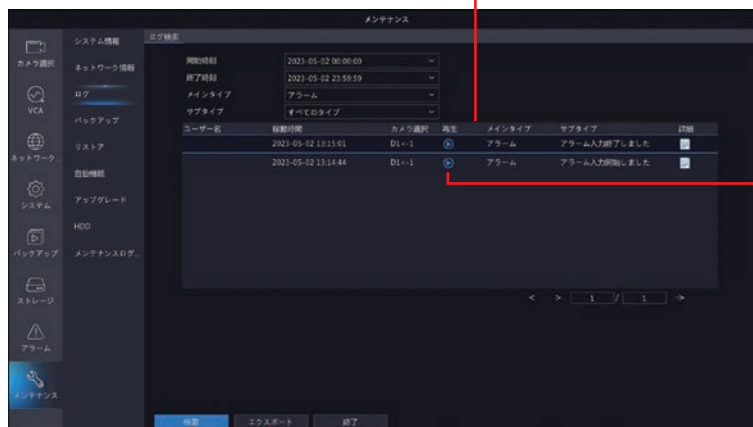 メンテナンス
カメラ選択
VCA
ネットワーク...
システム
バックアップ
ストレージ
アラーム
メンテナンス
システム情報
ネットワーク情報
ログ
バックアップ
リストア
自動機能
アップグレード
HDD
メンテナンスログ...
ログ検索
開始時刻 2023-05-02 00:00:00
終了時刻 2023-05-02 23:59:59
メインタイプ アラーム
サブタイプ すべてのタイプ
ユーザー名 稼動時間 カメラ選択 再生 メインタイプ サブタイプ 詳細
2023-05-02 13:15:01 D1<-1 アラーム アラーム入力終了しました
2023-05-02 13:14:44 D1<-1 アラーム アラーム入力開始しました
< > 1 / 1 ->
検索 エクスポート 終了